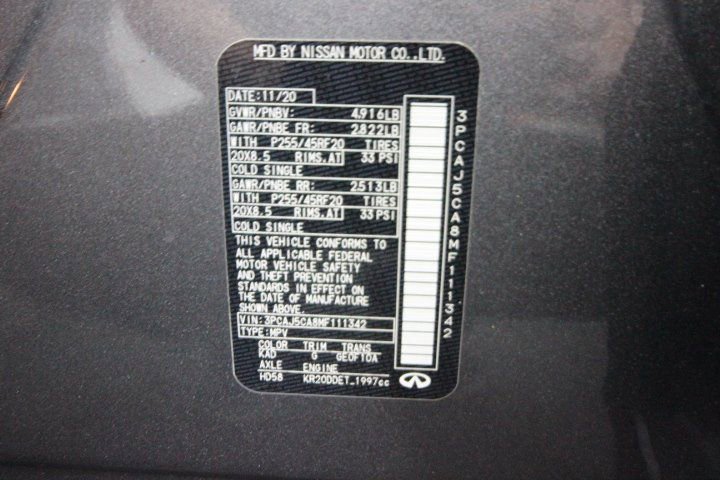 MFD BY NISSAN MOTOR CO.,LTD.
DATE:11/20
GVWR/PNBV: 4,916LB
GAWR/PNBE FR: 2,822LB
WITH P255/45RF20 TIRES
20X8.5 RIMS,AT 33 PSI
COLD SINGLE
GAWR/PNBE RR: 2,513LB
WITH P255/45RF20 TIRES
20X8.5 RIMS,AT 33 PSI
COLD SINGLE
THIS VEHICLE CONFORMS TO
ALL APPLICABLE FEDERAL
MOTOR VEHICLE SAFETY
AND THEFT PREVENTION
STANDARDS IN EFFECT ON
THE DATE OF MANUFACTURE
SHOWN ABOVE.
VIN:3PCAJ5CA8MF111342
TYPE:MPV
COLOR TRIM TRANS
KAD G GE0F10A
AXLE ENGINE
HD58 KR20DDET_1997cc
3PCAJ5CA8MF111342